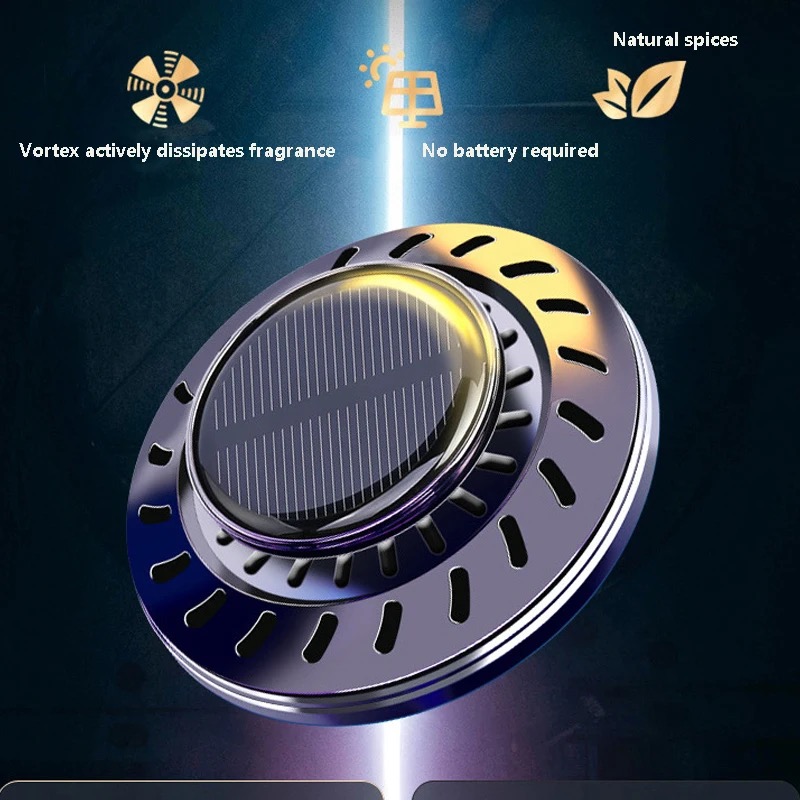 Natural spices
Vortex actively dissipates fragrance
No battery required